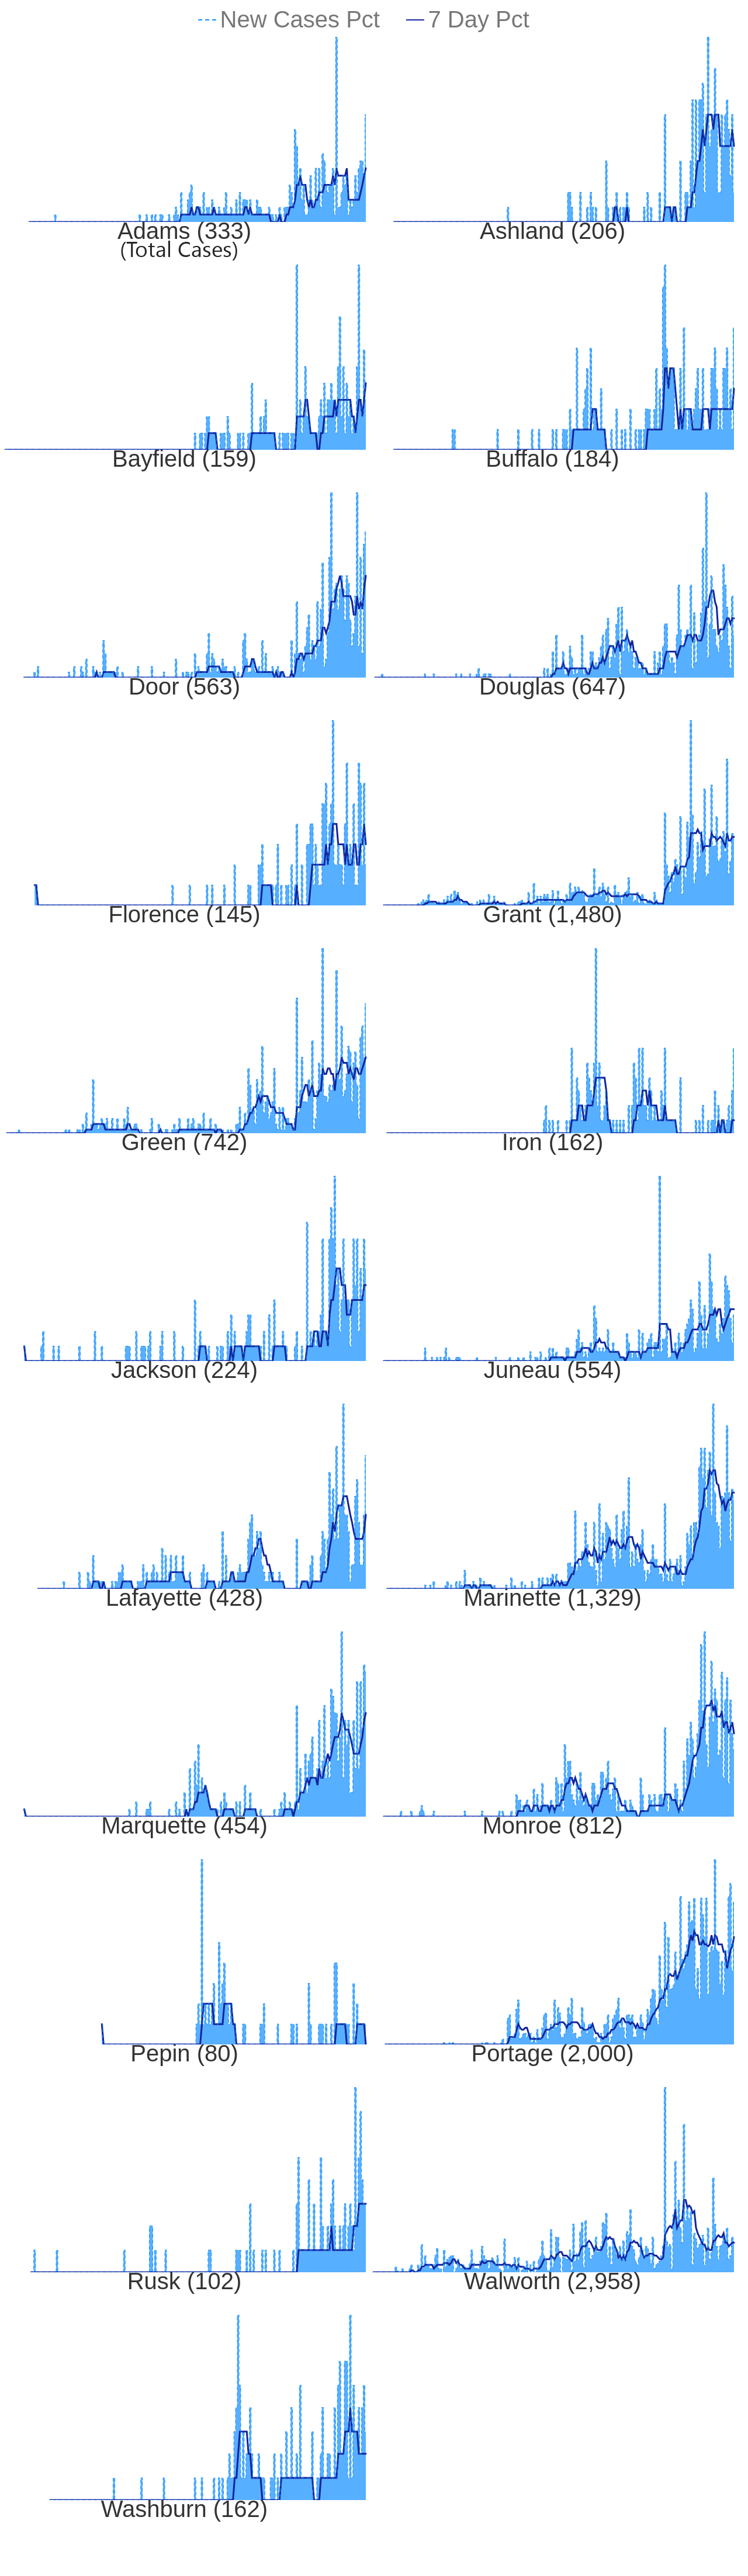 New Cases Pct 7 Day Pct
Adams (333) Ashland (206)
(Total Cases)
Bayfield (159) Buffalo (184)
Door (563) Douglas (647)
Florence (145) Grant (1,480)
Green (742) Iron (162)
Jackson (224) Juneau (554)
Lafayette (428) Marinette (1,329)
Marquette (454) Monroe (812)
Pepin (80) Portage (2,000)
Rusk (102) Walworth (2,958)
Washburn (162)